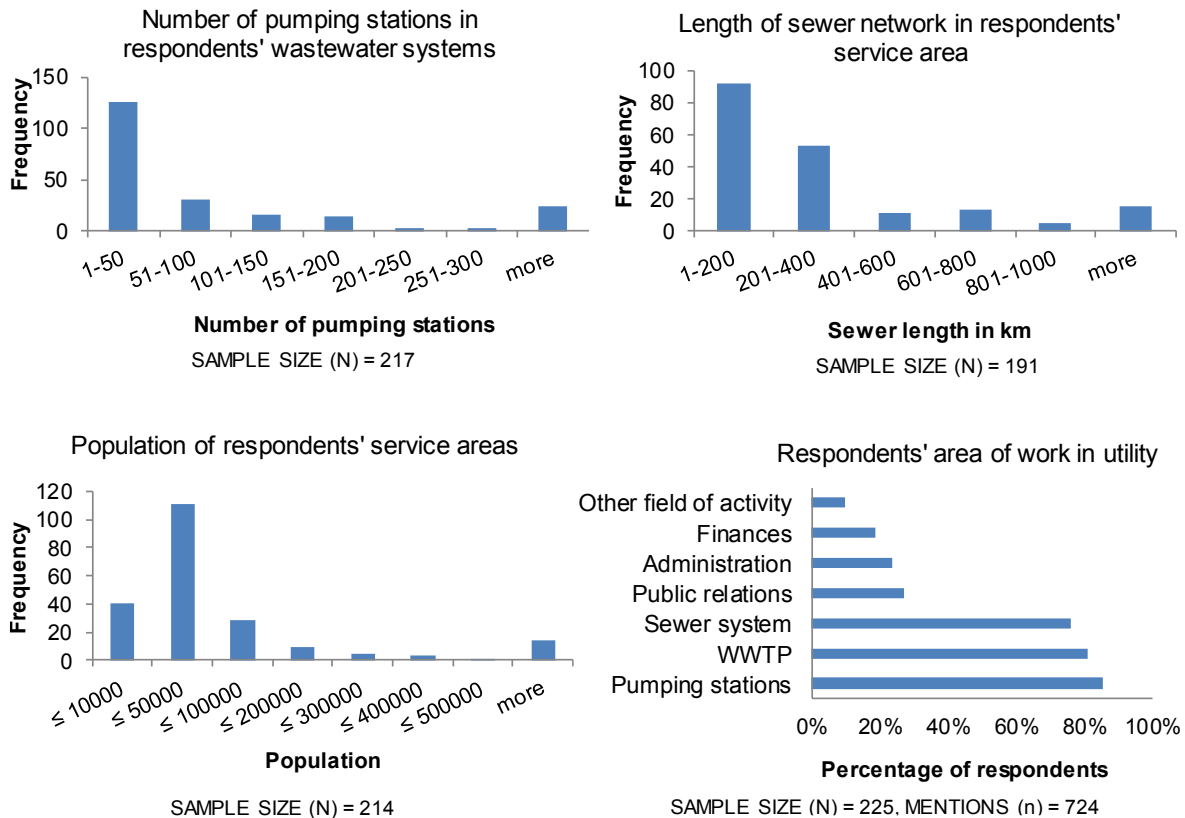 Number of pumping stations in
respondents' wastewater systems
Frequency
150
100
50
0
1-50
51-100
101-150
151-200
201-250
251-300
more
Number of pumping stations
SAMPLE SIZE (N) = 217
Length of sewer network in respondents'
service area
Frequency
100
80
60
40
20
0
1-200
201-400
401-600
601-800
801-1000
more
Sewer length in km
SAMPLE SIZE (N) = 191
Population of respondents' service areas
Frequency
120
100
80
60
40
20
0
≤ 10000
≤ 50000
≤ 100000
≤ 200000
≤ 300000
≤ 400000
≤ 500000
more
Population
SAMPLE SIZE (N) = 214
Respondents' area of work in utility
Other field of activity
Finances
Administration
Public relations
Sewer system
WWTP
Pumping stations
0% 20% 40% 60% 80% 100%
Percentage of respondents
SAMPLE SIZE (N) = 225, MENTIONS (n) = 724